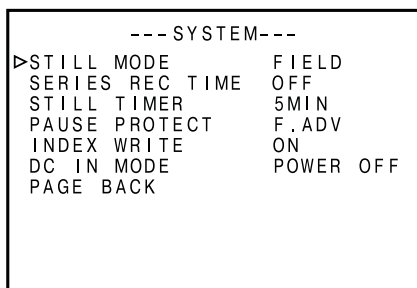 ---SYSTEM---
▷STILL MODE FIELD
SERIES REC TIME OFF
STILL TIMER 5MIN
PAUSE PROTECT F.ADV
INDEX WRITE ON
DC IN MODE POWER OFF
PAGE BACK